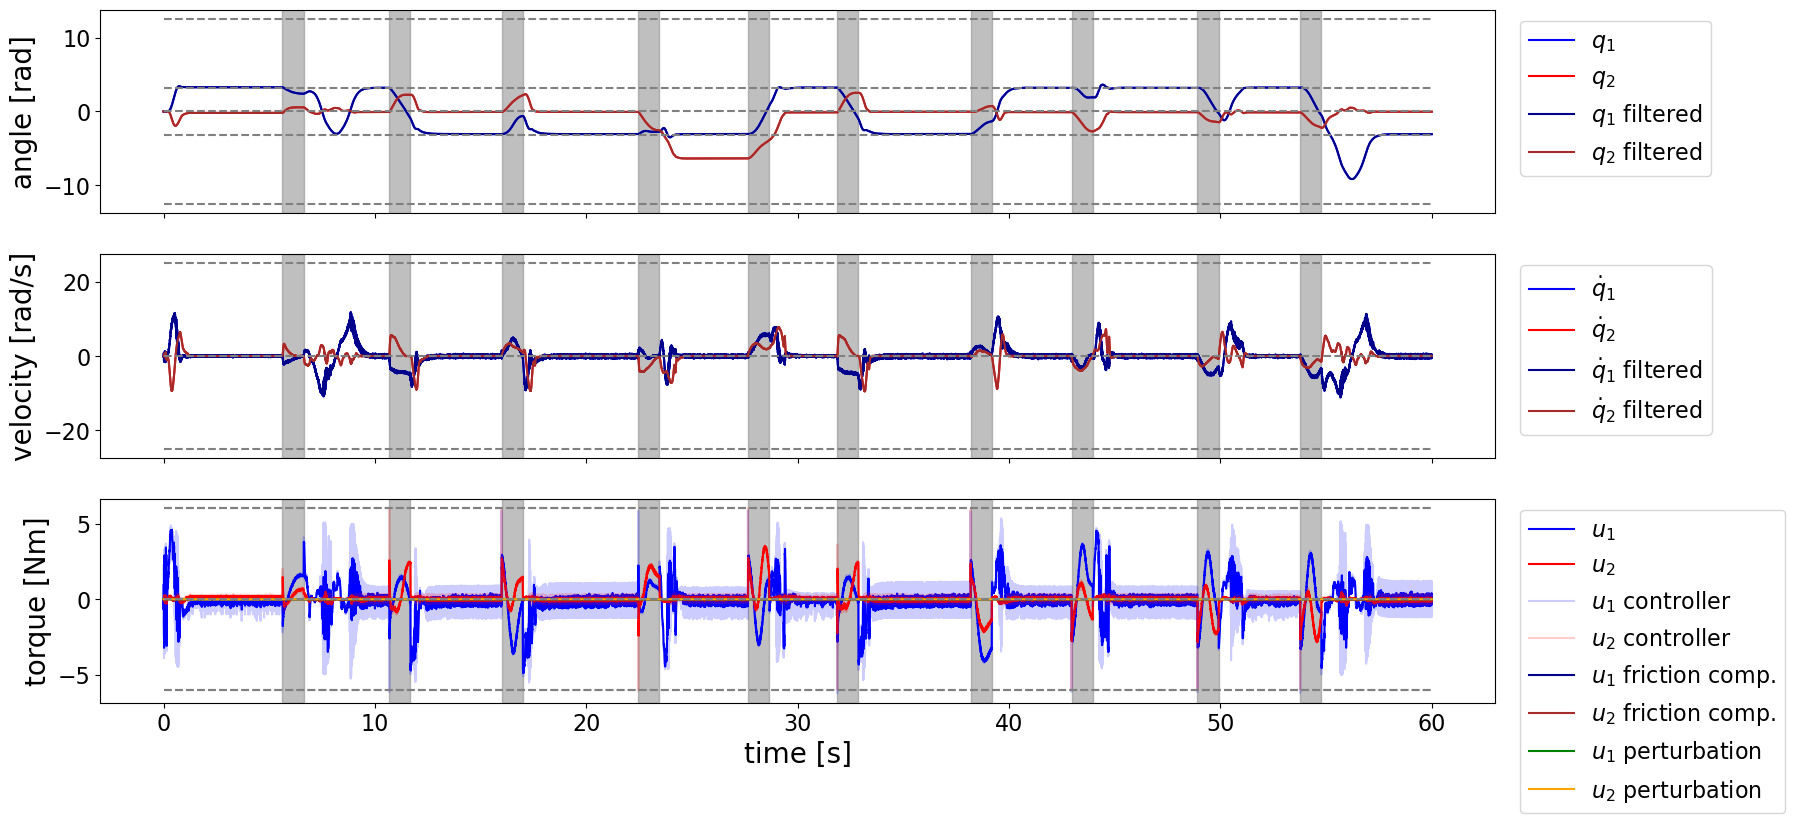 angle [rad]
10
0
−10
q₁
q₂
q₁ filtered
q₂ filtered
velocity [rad/s]
20
0
−20
q̇₁
q̇₂
q̇₁ filtered
q̇₂ filtered
torque [Nm]
5
0
−5
0 10 20 30 40 50 60
time [s]
u₁
u₂
u₁ controller
u₂ controller
u₁ friction comp.
u₂ friction comp.
u₁ perturbation
u₂ perturbation